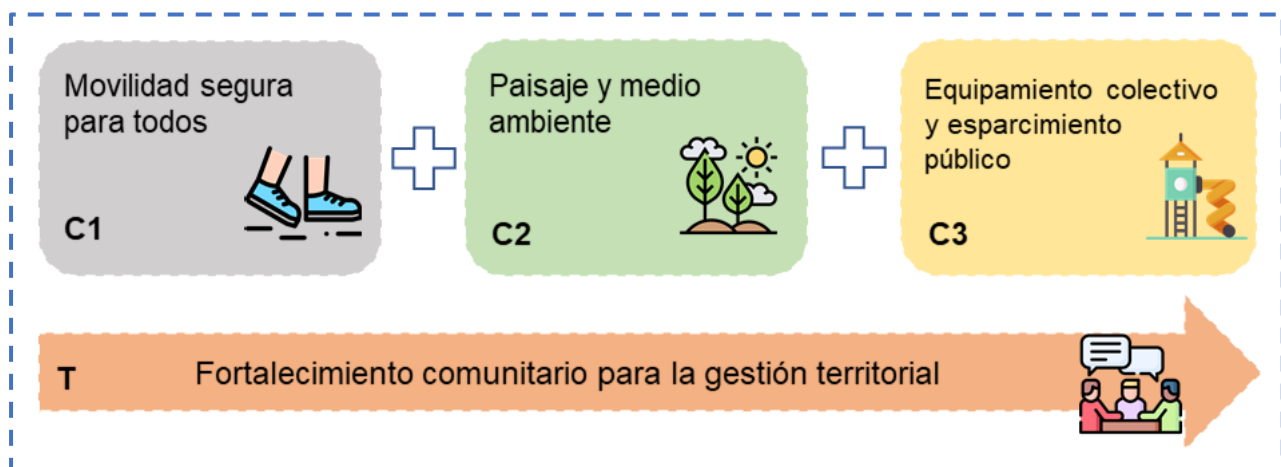 Movilidad segura
para todos
C1
Paisaje y medio
ambiente
C2
Equipamiento colectivo
y esparcimiento
público
C3
T
Fortalecimiento comunitario para la gestión territorial